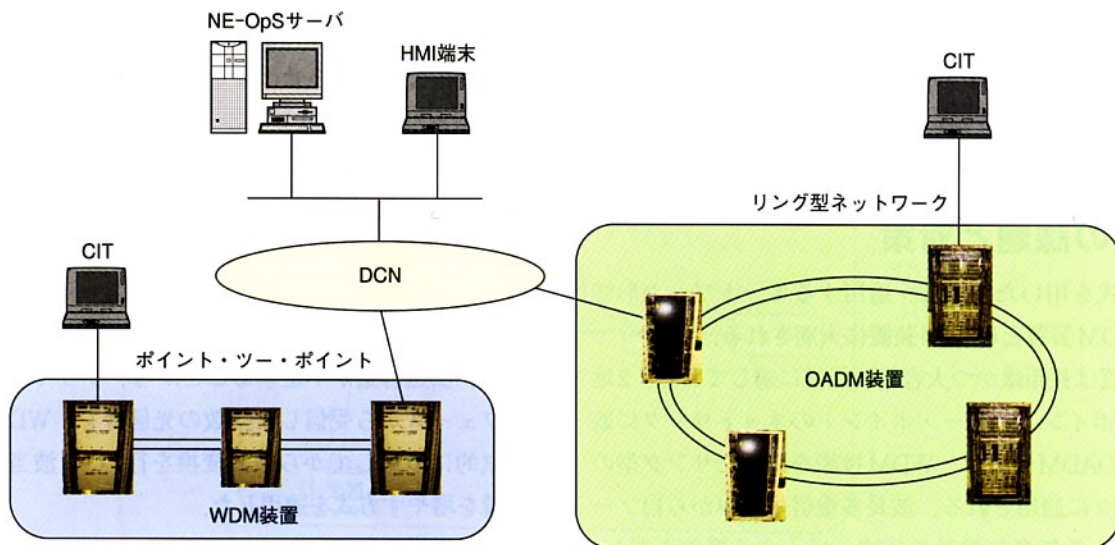 NE-OpSサーバ
HMI端末
CIT
リング型ネットワーク
CIT
DCN
ポイント・ツー・ポイント
OADM装置
WDM装置